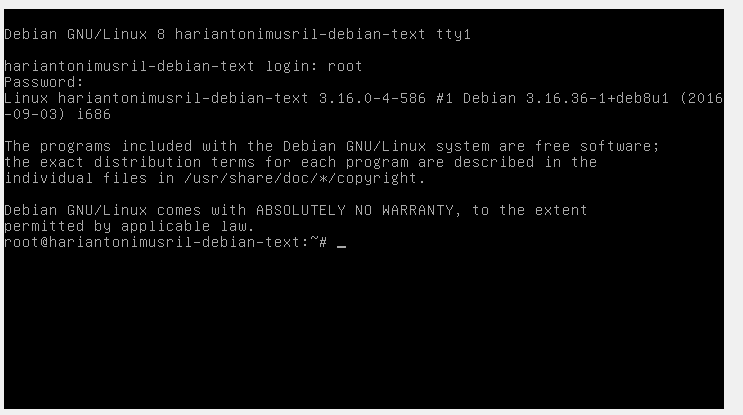 Debian GNU/Linux 8 hariantonimusril-debian-text tty1
hariantonimusril-debian-text login: root
Password:
Linux hariantonimusril-debian-text 3.16.0-4-586 #1 Debian 3.16.36-1+deb8u1 (2016
-09-03) i686
The programs included with the Debian GNU/Linux system are free software;
the exact distribution terms for each program are described in the
individual files in /usr/share/doc/*/copyright.
Debian GNU/Linux comes with ABSOLUTELY NO WARRANTY, to the extent
permitted by applicable law.
root@hariantonimusril-debian-text:~# _